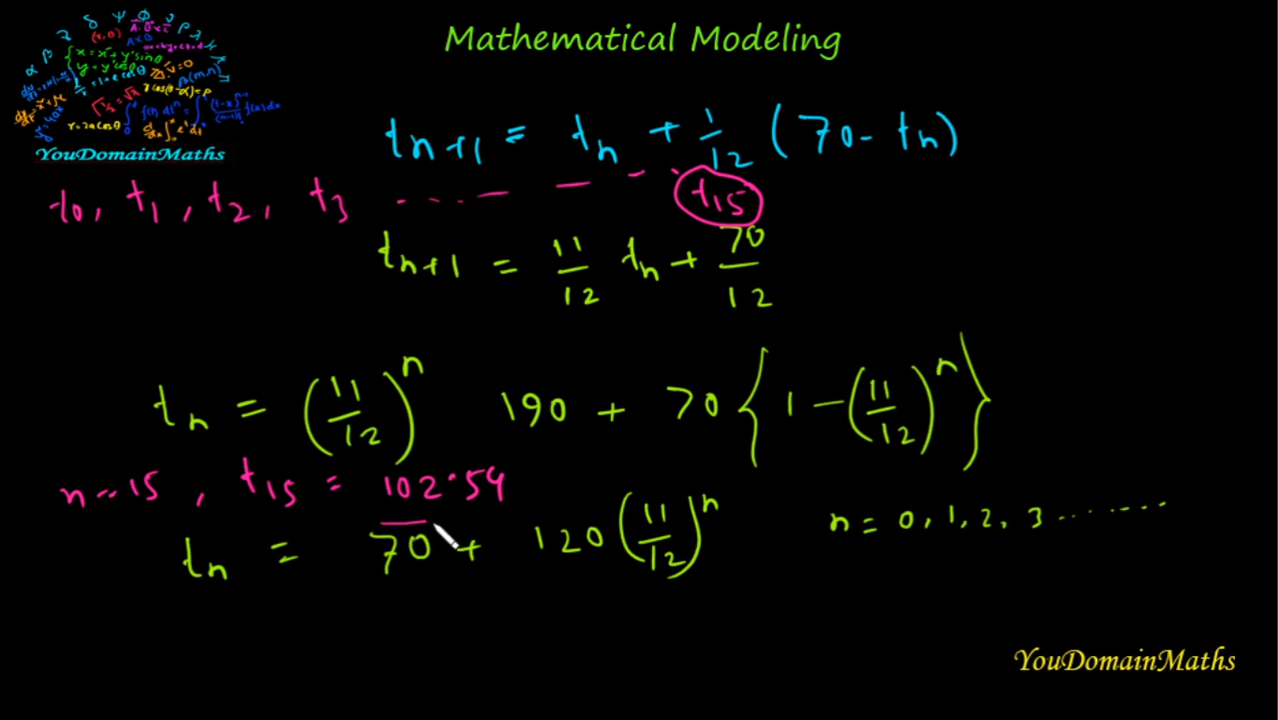 Mathematical Modeling
YouDomainMaths
tn+1 = tn + 1/12 (70 - tn)
t0, t1, t2, t3 ........ t15
tn+1 = 11/12 tn + 70/12
tn = (11/12)^n 190 + 70 { 1 - (11/12)^n }
n = 15, t15 = 102.54
tn = 70 + 120 (11/12)^n n = 0, 1, 2, 3 ........
YouDomainMaths